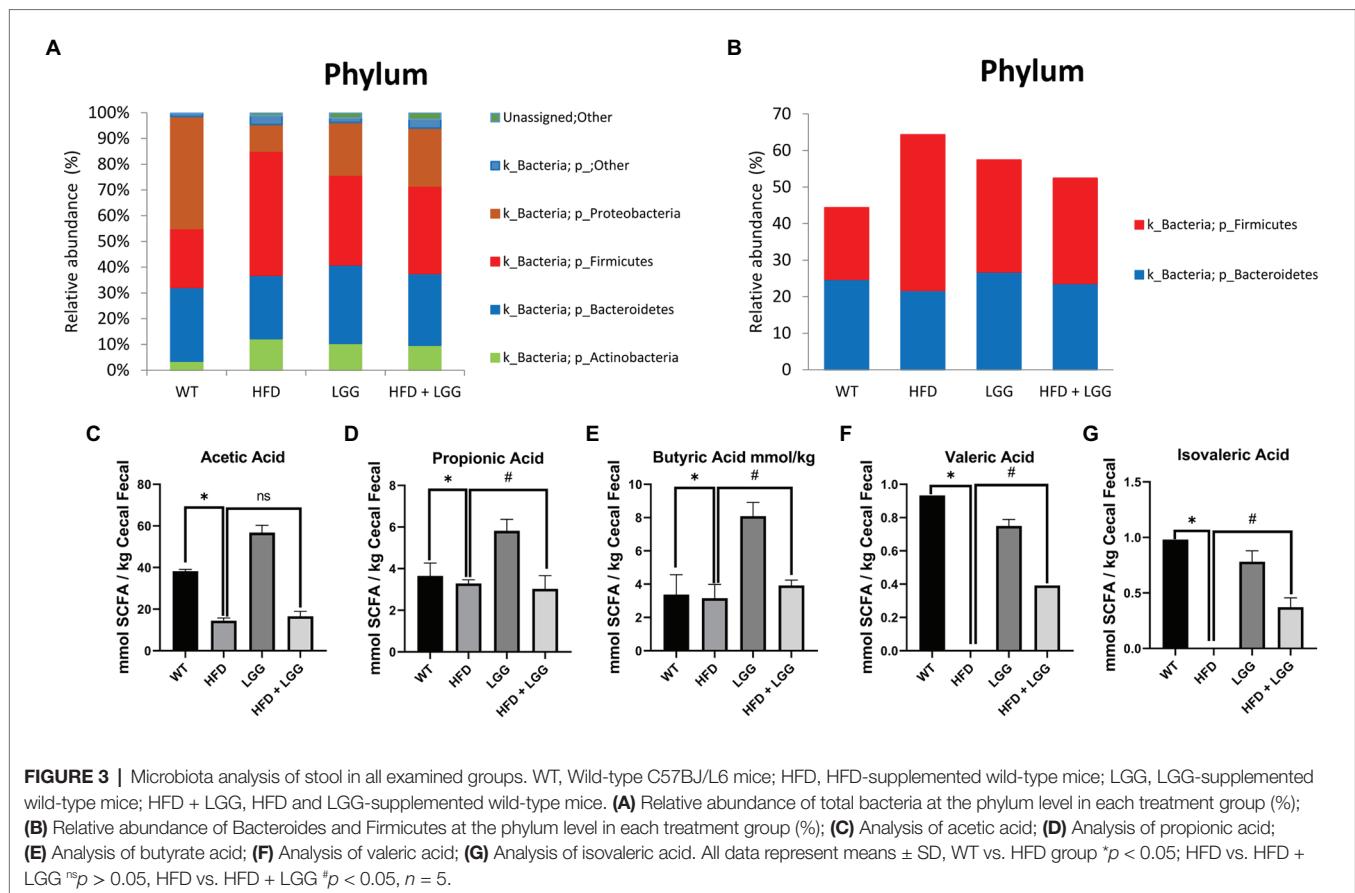 A
Phylum
100%
90%
80%
70%
60%
50%
40%
30%
20%
10%
0%
Relative abundance (%)
WT HFD LGG HFD + LGG
Unassigned;Other
k_Bacteria; p_;Other
k_Bacteria; p_Proteobacteria
k_Bacteria; p_Firmicutes
k_Bacteria; p_Bacteroidetes
k_Bacteria; p_Actinobacteria
B
Phylum
70
60
50
40
30
20
10
0
Relative abundance (%)
WT HFD LGG HFD + LGG
k_Bacteria; p_Firmicutes
k_Bacteria; p_Bacteroidetes
C
Acetic Acid
mmol SCFA / kg Cecal Fecal
80
60
40
20
0
* ns
WT HFD LGG HFD + LGG
D
Propionic Acid
mmol SCFA / kg Cecal Fecal
8
6
4
2
0
* #
WT HFD LGG HFD + LGG
E
Butyric Acid mmol/kg
mmol SCFA / kg Cecal Fecal
10
8
6
4
2
0
* #
WT HFD LGG HFD + LGG
F
Valeric Acid
mmol SCFA / kg Cecal Fecal
1.0
0.8
0.6
0.4
0.2
0.0
* #
WT HFD LGG HFD + LGG
G
Isovaleric Acid
mmol SCFA / kg Cecal Fecal
1.5
1.0
0.5
0.0
* #
WT HFD LGG HFD + LGG
FIGURE 3 | Microbiota analysis of stool in all examined groups. WT, Wild-type C57BJ/L6 mice; HFD, HFD-supplemented wild-type mice; LGG, LGG-supplemented
wild-type mice; HFD + LGG, HFD and LGG-supplemented wild-type mice. (A) Relative abundance of total bacteria at the phylum level in each treatment group (%);
(B) Relative abundance of Bacteroides and Firmicutes at the phylum level in each treatment group (%); (C) Analysis of acetic acid; (D) Analysis of propionic acid;
(E) Analysis of butyrate acid; (F) Analysis of valeric acid; (G) Analysis of isovaleric acid. All data represent means ± SD, WT vs. HFD group *p < 0.05; HFD vs. HFD +
LGG nsp > 0.05, HFD vs. HFD + LGG #p < 0.05, n = 5.